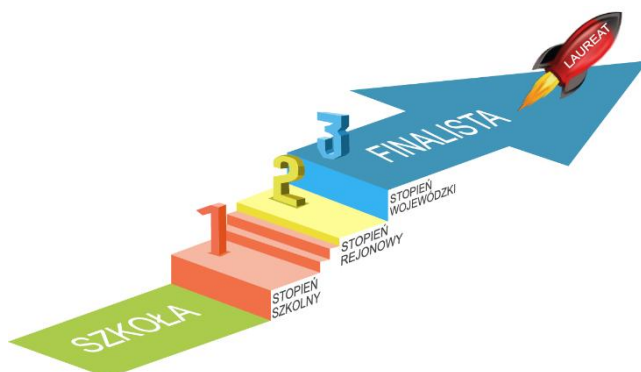 LAUREAT
3
FINALISTA
STOPIEŃ
WOJEWÓDZKI
2
STOPIEŃ
REJONOWY
1
STOPIEŃ
SZKOLNY
SZKOŁA